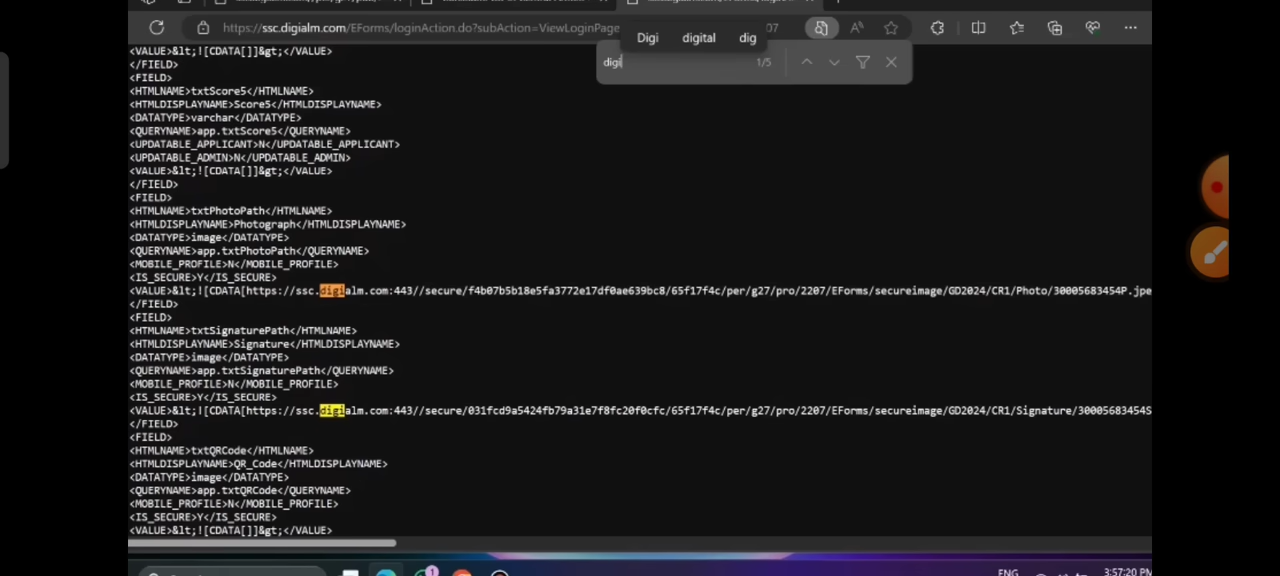 https://ssc.digialm.com/EForms/loginAction.do?subAction=ViewLoginPage
07
Digi digital dig
digi 1/5
<VALUE>&lt;![CDATA[]]&gt;</VALUE>
</FIELD>
<FIELD>
<HTMLNAME>txtScore5</HTMLNAME>
<HTMLDISPLAYNAME>Score5</HTMLDISPLAYNAME>
<DATATYPE>varchar</DATATYPE>
<QUERYNAME>app.txtScore5</QUERYNAME>
<UPDATABLE_APPLICANT>N</UPDATABLE_APPLICANT>
<UPDATABLE_ADMIN>N</UPDATABLE_ADMIN>
<VALUE>&lt;![CDATA[]]&gt;</VALUE>
</FIELD>
<FIELD>
<HTMLNAME>txtPhotoPath</HTMLNAME>
<HTMLDISPLAYNAME>Photograph</HTMLDISPLAYNAME>
<DATATYPE>image</DATATYPE>
<QUERYNAME>app.txtPhotoPath</QUERYNAME>
<MOBILE_PROFILE>N</MOBILE_PROFILE>
<IS_SECURE>Y</IS_SECURE>
<VALUE>&lt;![CDATA[https://ssc.digialm.com:443//secure/f4b07b5b18e5fa3772e17df0ae639bc8/65f17f4c/per/g27/pro/2207/EForms/secureimage/GD2024/CR1/Photo/30005683454P.jpe
</FIELD>
<FIELD>
<HTMLNAME>txtSignaturePath</HTMLNAME>
<HTMLDISPLAYNAME>Signature</HTMLDISPLAYNAME>
<DATATYPE>image</DATATYPE>
<QUERYNAME>app.txtSignaturePath</QUERYNAME>
<MOBILE_PROFILE>N</MOBILE_PROFILE>
<IS_SECURE>Y</IS_SECURE>
<VALUE>&lt;![CDATA[https://ssc.digialm.com:443//secure/031fcd9a5424fb79a31e7f8fc20f0cfc/65f17f4c/per/g27/pro/2207/EForms/secureimage/GD2024/CR1/Signature/30005683454S
</FIELD>
<FIELD>
<HTMLNAME>txtQRCode</HTMLNAME>
<HTMLDISPLAYNAME>QR_Code</HTMLDISPLAYNAME>
<DATATYPE>image</DATATYPE>
<QUERYNAME>app.txtQRCode</QUERYNAME>
<MOBILE_PROFILE>N</MOBILE_PROFILE>
<IS_SECURE>Y</IS_SECURE>
<VALUE>&lt;![CDATA[]]&gt;</VALUE>
ENG 3:57:20 PM